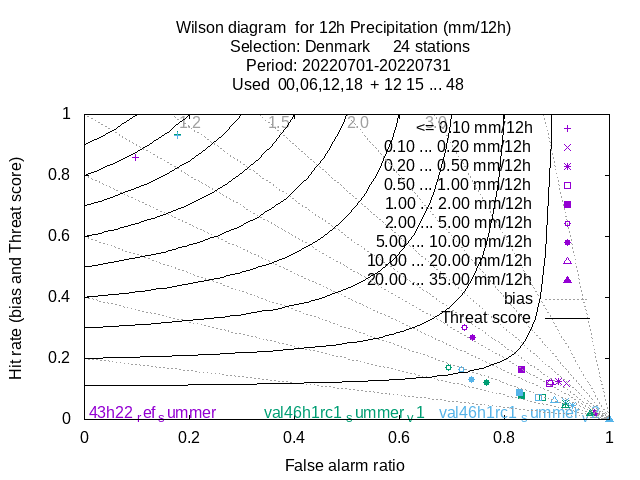 Wilson diagram for 12h Precipitation (mm/12h)
Selection: Denmark 24 stations
Period: 20220701-20220731
Used 00,06,12,18 + 12 15 ... 48
Hit rate (bias and Threat score)
1
0.8
0.6
0.4
0.2
0
1.2
1.5
2.0
3.0
<= 0.10 mm/12h
0.10 ... 0.20 mm/12h
0.20 ... 0.50 mm/12h
0.50 ... 1.00 mm/12h
1.00 ... 2.00 mm/12h
2.00 ... 5.00 mm/12h
5.00 ... 10.00 mm/12h
10.00 ... 20.00 mm/12h
20.00 ... 35.00 mm/12h
bias
Threat score
43h22ref summer val46h1rc1summerv1 val46h1rc1summerv
0 0.2 0.4 0.6 0.8 1
False alarm ratio